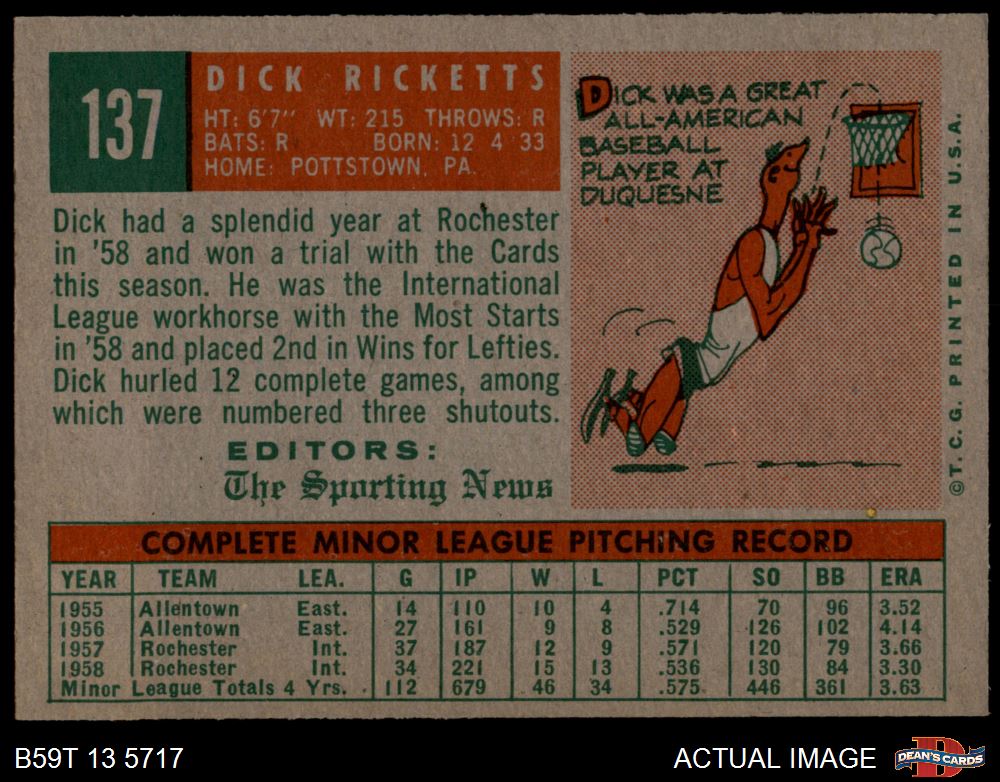 137
DICK RICKETTS
HT: 6'7" WT: 215 THROWS: R
BATS: R BORN: 12 4 33
HOME: POTTSTOWN, PA.
DICK WAS A GREAT
ALL-AMERICAN
BASEBALL
PLAYER AT
DUQUESNE
Dick had a splendid year at Rochester
in '58 and won a trial with the Cards
this season. He was the International
League workhorse with the Most Starts
in '58 and placed 2nd in Wins for Lefties.
Dick hurled 12 complete games, among
which were numbered three shutouts.
EDITORS:
The Sporting News
©T. C. G. PRINTED IN U.S.A.
COMPLETE MINOR LEAGUE PITCHING RECORD
YEAR TEAM LEA. G IP W L PCT SO BB ERA
1955 Allentown East. 14 110 10 4 .714 70 96 3.52
1956 Allentown East. 27 161 9 8 .529 126 102 4.14
1957 Rochester Int. 37 187 12 9 .571 120 79 3.66
1958 Rochester Int. 34 221 15 13 .536 130 84 3.30
Minor League Totals 4 Yrs. 112 679 46 34 .575 446 361 3.63
B59T 13 5717
ACTUAL IMAGE
D
DEAN'S CARDS